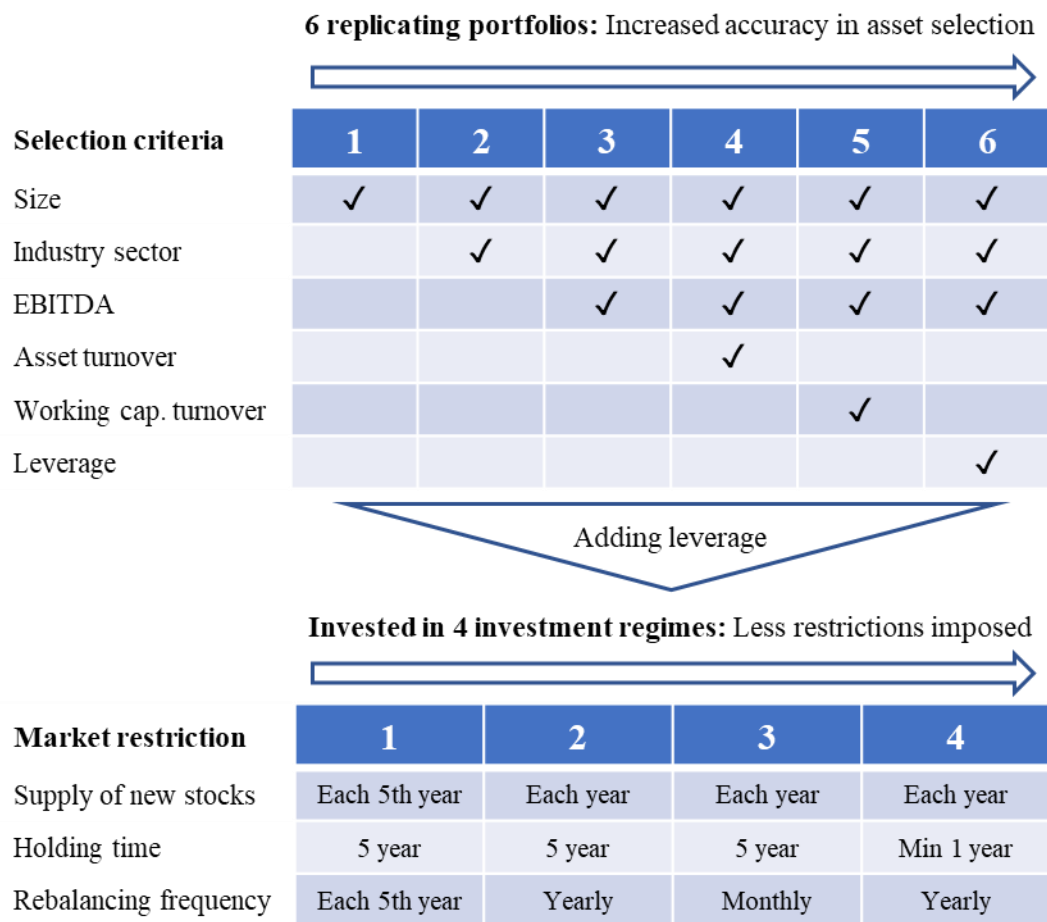 6 replicating portfolios: Increased accuracy in asset selection
Selection criteria 1 2 3 4 5 6
Size ✓ ✓ ✓ ✓ ✓ ✓
Industry sector ✓ ✓ ✓ ✓ ✓
EBITDA ✓ ✓ ✓ ✓
Asset turnover ✓
Working cap. turnover ✓
Leverage ✓
Adding leverage
Invested in 4 investment regimes: Less restrictions imposed
Market restriction 1 2 3 4
Supply of new stocks Each 5th year Each year Each year Each year
Holding time 5 year 5 year 5 year Min 1 year
Rebalancing frequency Each 5th year Yearly Monthly Yearly